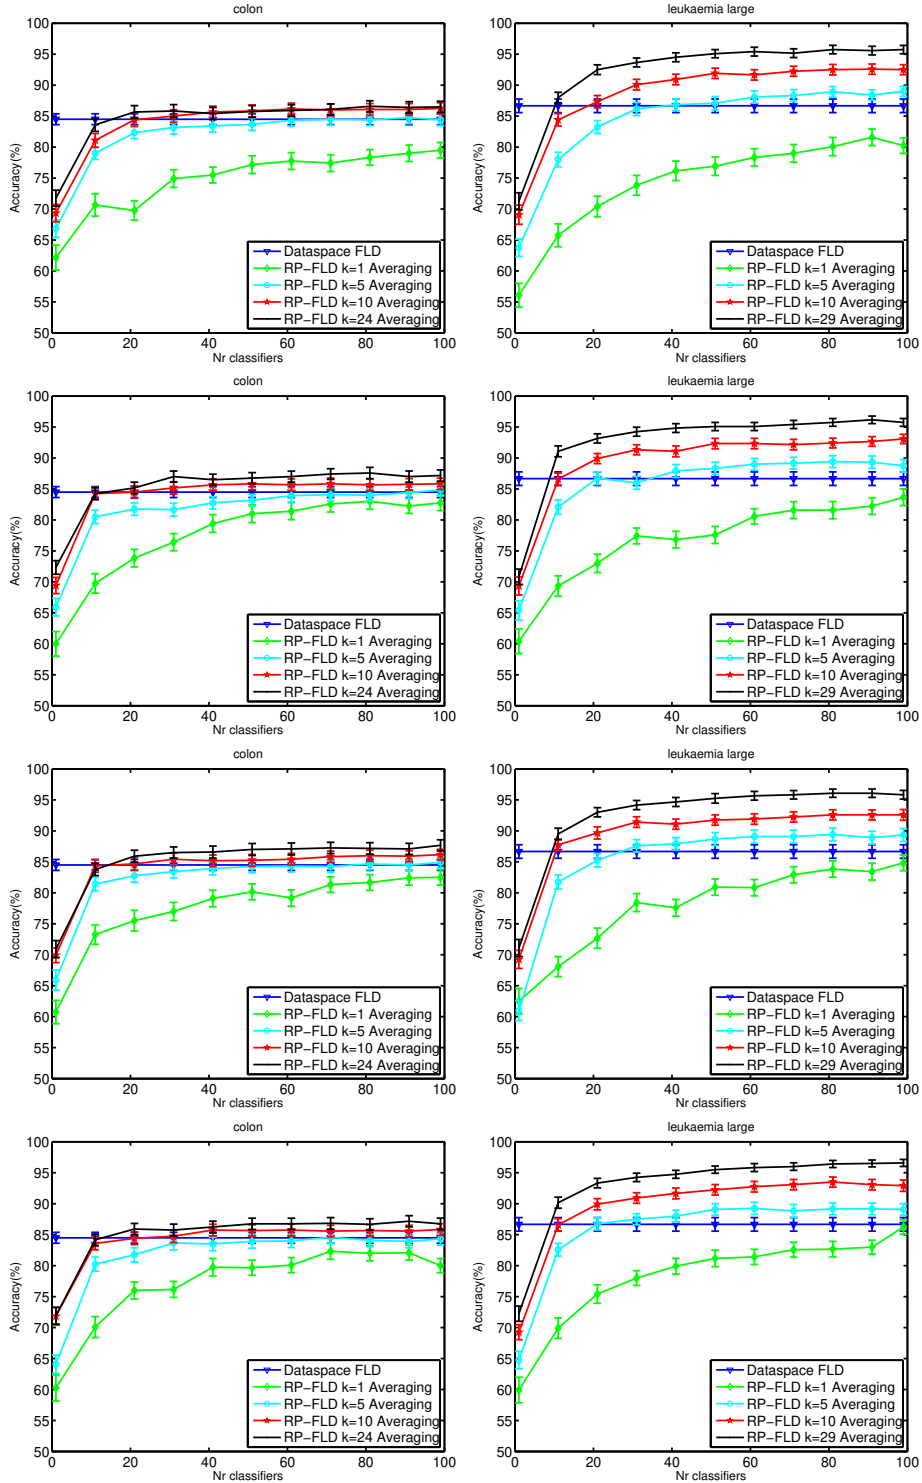 colon
100
95
90
85
80
75
70
65
60
55
50
Accuracy(%)
0 20 40 60 80 100
Nr classifiers
Dataspace FLD
RP−FLD k=1 Averaging
RP−FLD k=5 Averaging
RP−FLD k=10 Averaging
RP−FLD k=24 Averaging
leukaemia large
100
95
90
85
80
75
70
65
60
55
50
Accuracy(%)
0 20 40 60 80 100
Nr classifiers
Dataspace FLD
RP−FLD k=1 Averaging
RP−FLD k=5 Averaging
RP−FLD k=10 Averaging
RP−FLD k=29 Averaging
colon
100
95
90
85
80
75
70
65
60
55
50
Accuracy(%)
0 20 40 60 80 100
Nr classifiers
Dataspace FLD
RP−FLD k=1 Averaging
RP−FLD k=5 Averaging
RP−FLD k=10 Averaging
RP−FLD k=24 Averaging
leukaemia large
100
95
90
85
80
75
70
65
60
55
50
Accuracy(%)
0 20 40 60 80 100
Nr classifiers
Dataspace FLD
RP−FLD k=1 Averaging
RP−FLD k=5 Averaging
RP−FLD k=10 Averaging
RP−FLD k=29 Averaging
colon
100
95
90
85
80
75
70
65
60
55
50
Accuracy(%)
0 20 40 60 80 100
Nr classifiers
Dataspace FLD
RP−FLD k=1 Averaging
RP−FLD k=5 Averaging
RP−FLD k=10 Averaging
RP−FLD k=24 Averaging
leukaemia large
100
95
90
85
80
75
70
65
60
55
50
Accuracy(%)
0 20 40 60 80 100
Nr classifiers
Dataspace FLD
RP−FLD k=1 Averaging
RP−FLD k=5 Averaging
RP−FLD k=10 Averaging
RP−FLD k=29 Averaging
colon
100
95
90
85
80
75
70
65
60
55
50
Accuracy(%)
0 20 40 60 80 100
Nr classifiers
Dataspace FLD
RP−FLD k=1 Averaging
RP−FLD k=5 Averaging
RP−FLD k=10 Averaging
RP−FLD k=24 Averaging
leukaemia large
100
95
90
85
80
75
70
65
60
55
50
Accuracy(%)
0 20 40 60 80 100
Nr classifiers
Dataspace FLD
RP−FLD k=1 Averaging
RP−FLD k=5 Averaging
RP−FLD k=10 Averaging
RP−FLD k=29 Averaging